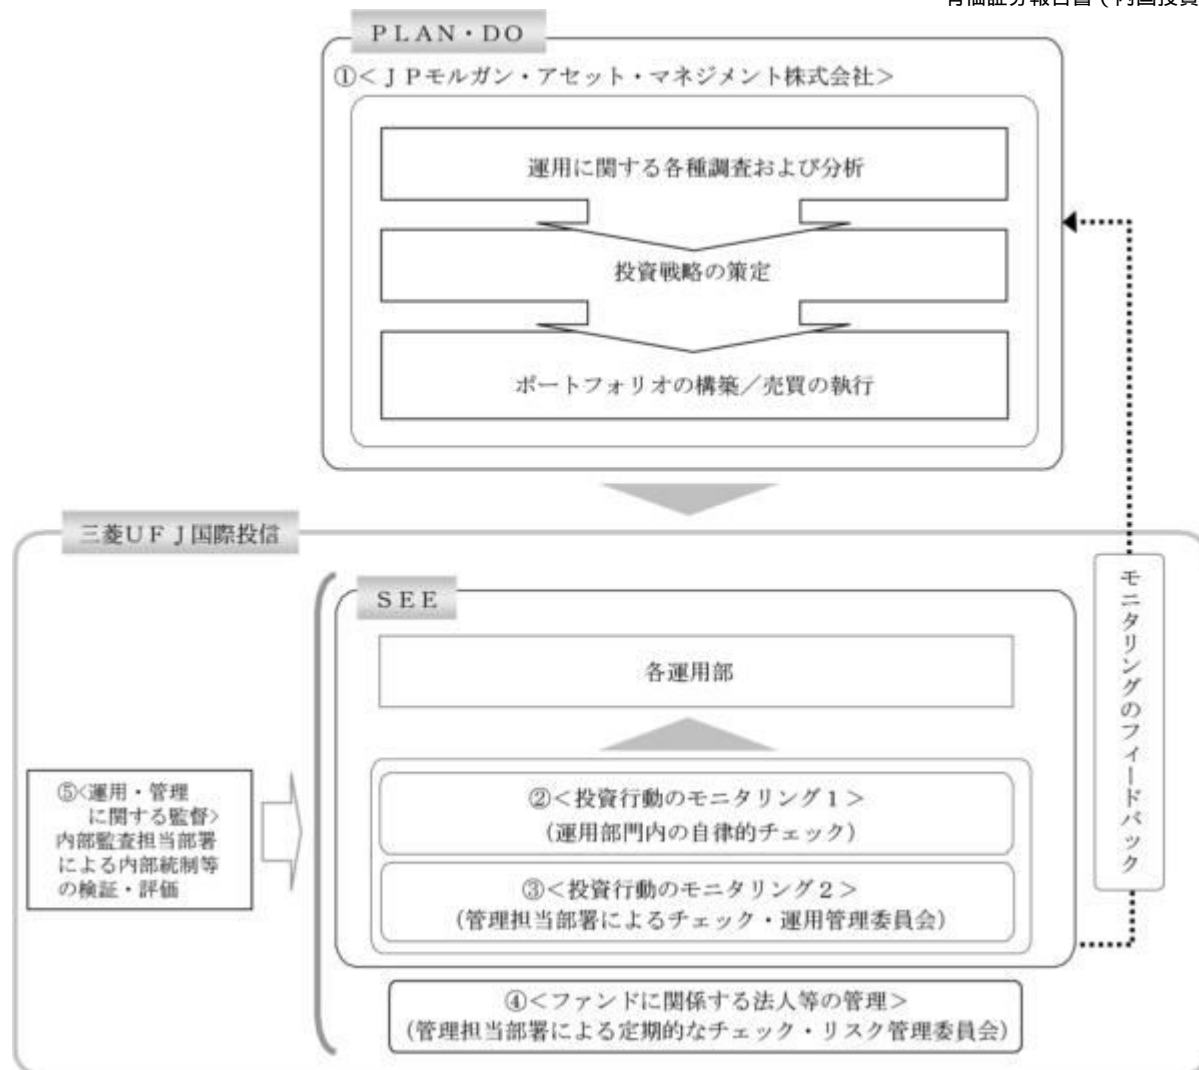 有価証券報告書(内国投資
PLAN・DO
①<JPモルガン・アセット・マネジメント株式会社>
運用に関する各種調査および分析
投資戦略の策定
ポートフォリオの構築/売買の執行
三菱UFJ国際投信
SEE
各運用部
②<投資行動のモニタリング1>
(運用部門内の自律的チェック)
③<投資行動のモニタリング2>
(管理担当部署によるチェック・運用管理委員会)
④<ファンドに関係する法人等の管理>
(管理担当部署による定期的なチェック・リスク管理委員会)
⑤<運用・管理
に関する監督>
内部監査担当部署
による内部統制等
の検証・評価
モニタリングのフィードバック